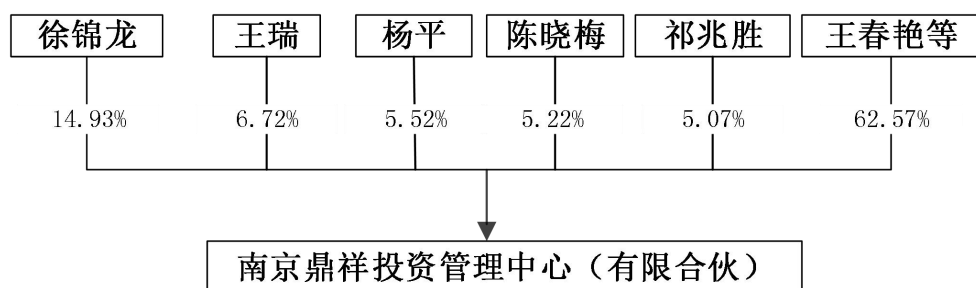 徐锦龙 王瑞 杨平 陈晓梅 祁兆胜 王春艳等
14.93% 6.72% 5.52% 5.22% 5.07% 62.57%
南京鼎祥投资管理中心（有限合伙）